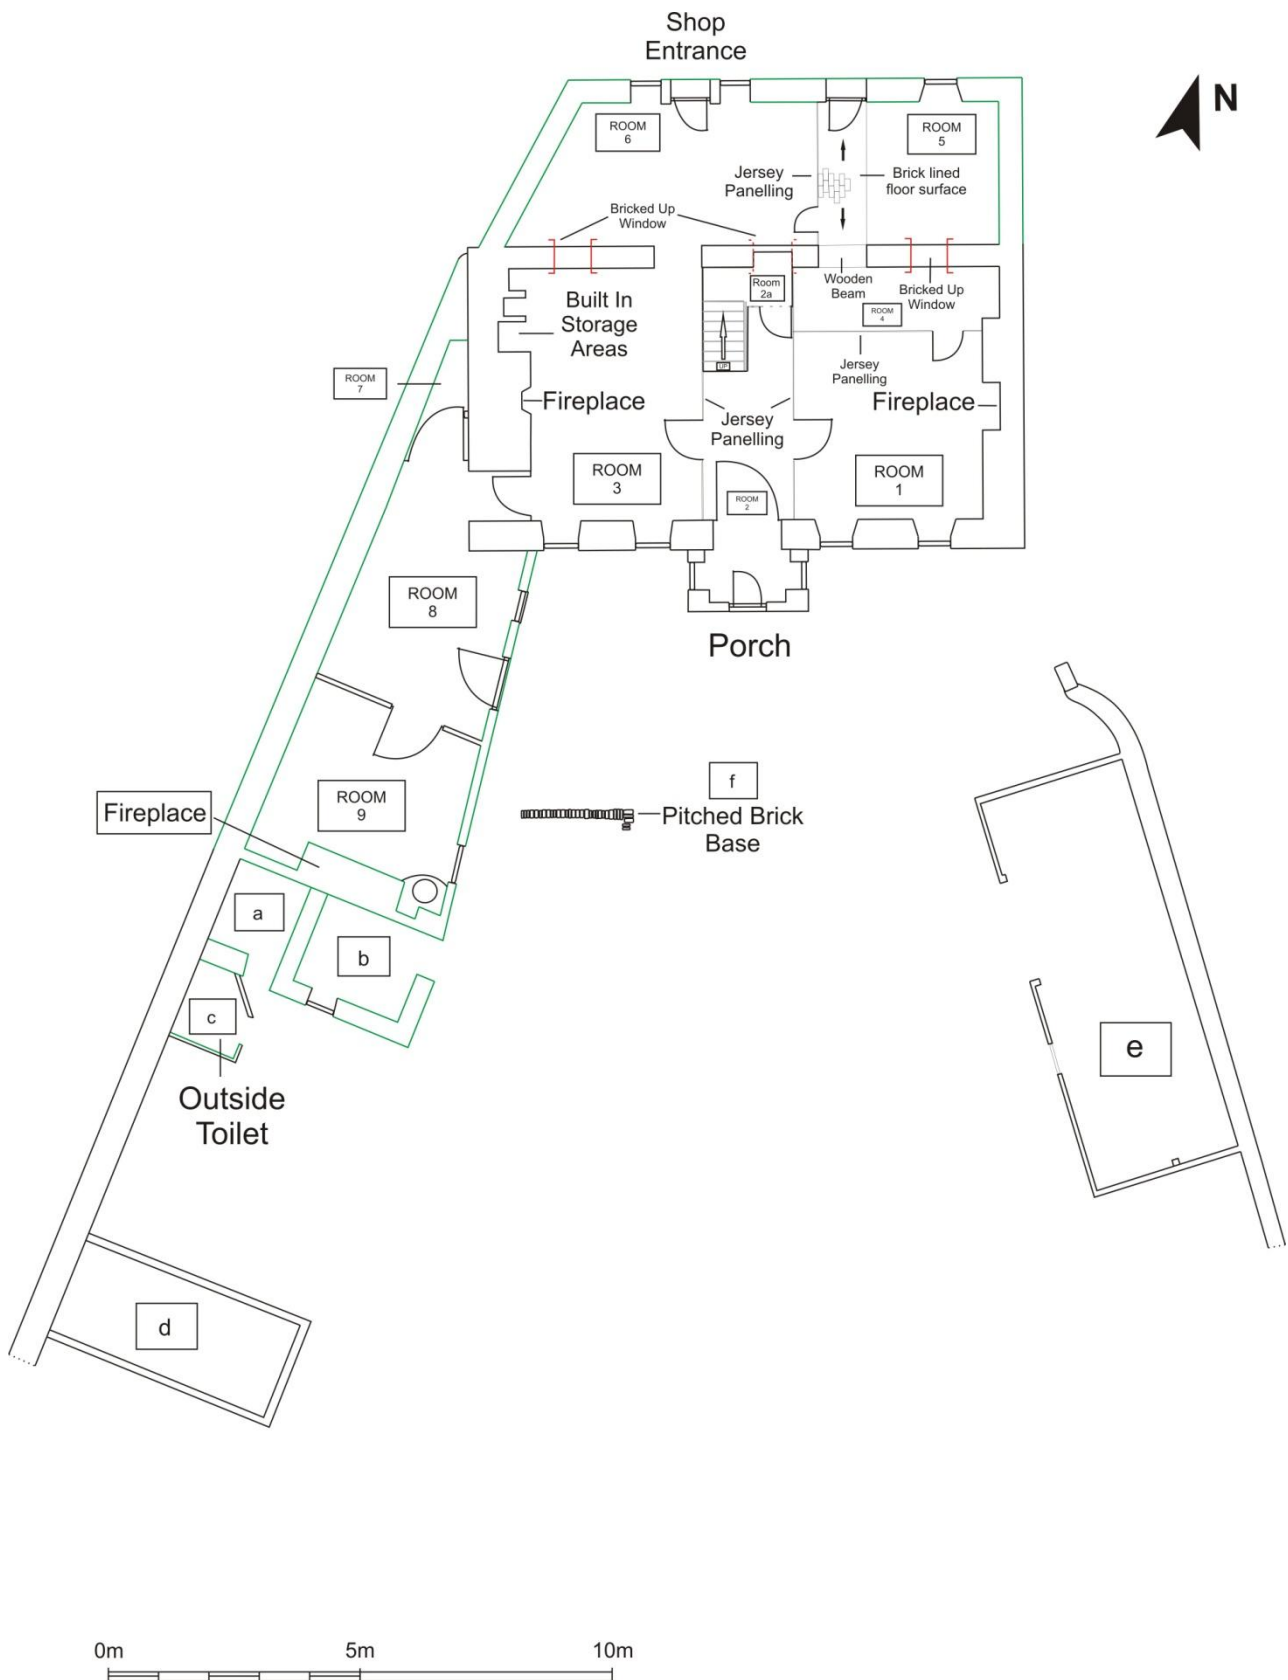 Shop
Entrance
N
ROOM
6
ROOM
5
Jersey
Panelling
Brick lined
floor surface
Bricked Up
Window
Room
2a
Wooden
Beam
Bricked Up
Window
ROOM
4
Built In
Storage
Areas
UP
Jersey
Panelling
ROOM
7
Fireplace
Fireplace
Jersey
Panelling
ROOM
3
ROOM
1
ROOM
2
ROOM
8
Porch
ROOM
9
f
Pitched Brick
Base
Fireplace
a
b
c
Outside
Toilet
e
d
0m
5m
10m